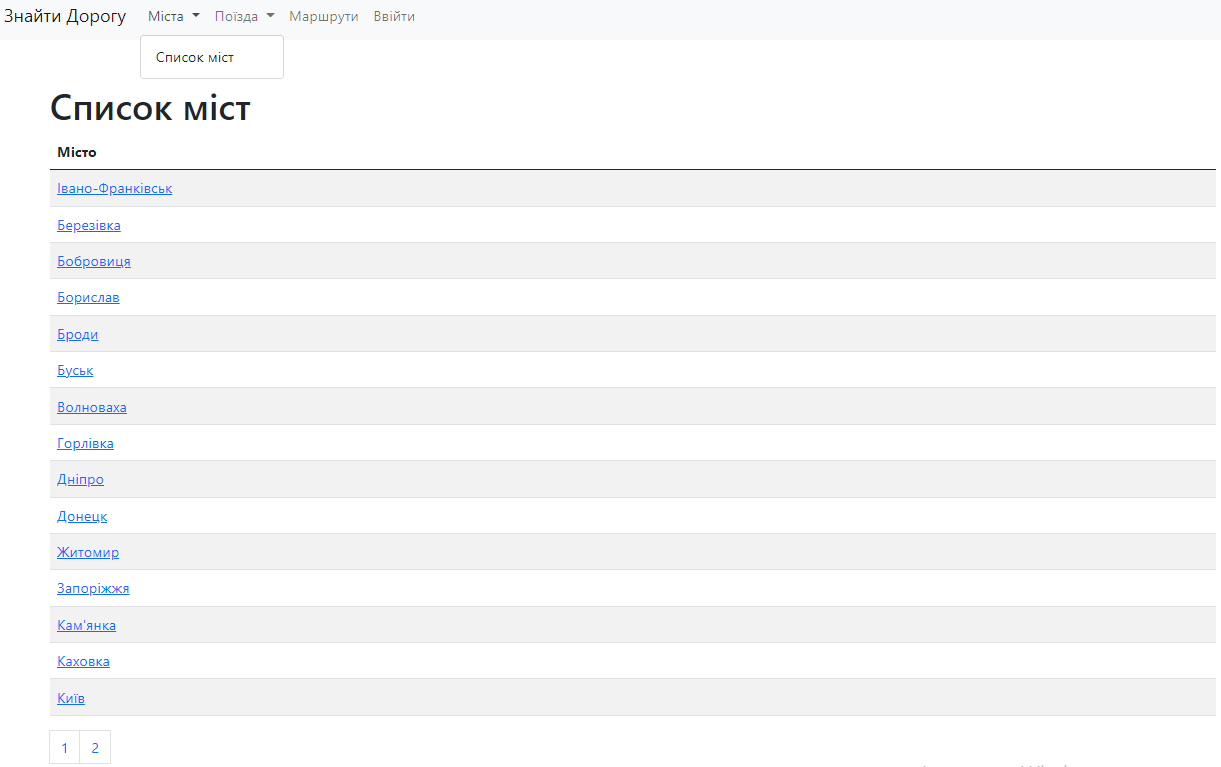 Знайти Дорогу Міста Поїзда Маршрути Ввійти
Список міст
Список міст
Місто
Івано-Франківськ
Березівка
Бобровиця
Борислав
Броди
Буськ
Волноваха
Горлівка
Дніпро
Донецк
Житомир
Запоріжжя
Кам'янка
Каховка
Київ
1 2